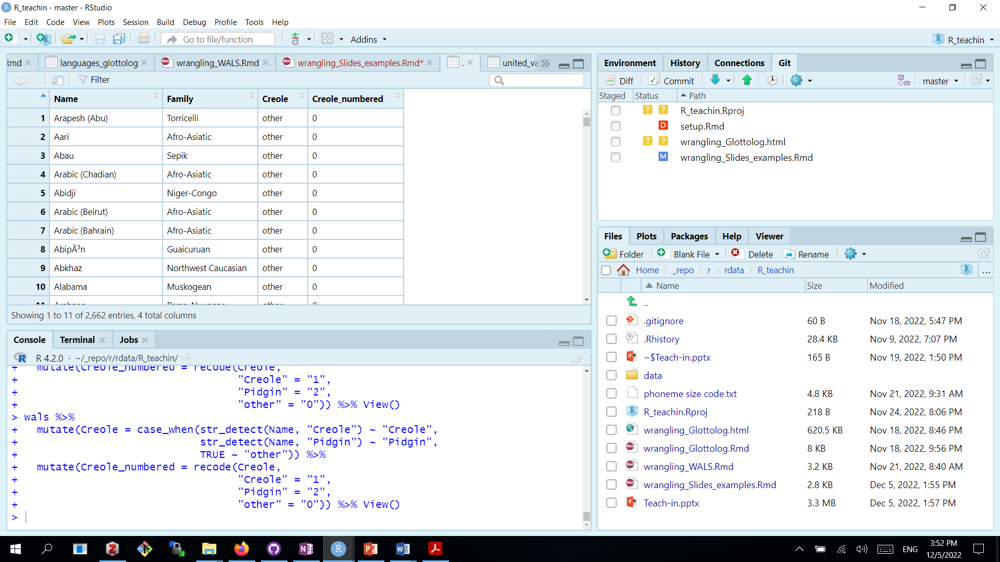 R_teachin - master - RStudio
File Edit Code View Plots Session Build Debug Profile Tools Help
Go to file/function
Addins
R_teachin
Rmd
languages_glottolog
wrangling_WALS.Rmd
wrangling_Slides_examples.Rmd*
.
united_va
Filter
Name Family Creole Creole_numbered
1 Arapesh (Abu) Torricelli other 0
2 Aari Afro-Asiatic other 0
3 Abau Sepik other 0
4 Arabic (Chadian) Afro-Asiatic other 0
5 Abidji Niger-Congo other 0
6 Arabic (Beirut) Afro-Asiatic other 0
7 Arabic (Bahrain) Afro-Asiatic other 0
8 AbipÃ³n Guaicuruan other 0
9 Abkhaz Northwest Caucasian other 0
10 Alabama Muskogean other 0
Showing 1 to 11 of 2,662 entries, 4 total columns
Console Terminal Jobs
R 4.2.0 · ~/_repo/r/rdata/R_teachin/
+   mutate(Creole_numbered = recode(Creole,
+                                   "Creole" = "1",
+                                   "Pidgin" = "2",
+                                   "other" = "0")) %>% View()
> wals %>%
+   mutate(Creole = case_when(str_detect(Name, "Creole") ~ "Creole",
+                             str_detect(Name, "Pidgin") ~ "Pidgin",
+                             TRUE ~ "other")) %>%
+   mutate(Creole_numbered = recode(Creole,
+                                   "Creole" = "1",
+                                   "Pidgin" = "2",
+                                   "other" = "0")) %>% View()
>
Environment History Connections Git
Diff Commit master
Staged Status Path
? ? R_teachin.Rproj
D setup.Rmd
? ? wrangling_Glottolog.html
M wrangling_Slides_examples.Rmd
Files Plots Packages Help Viewer
Folder Blank File Delete Rename
Home _repo r rdata R_teachin ...
Name Size Modified
..
.gitignore 60 B Nov 18, 2022, 5:47 PM
.Rhistory 28.4 KB Nov 9, 2022, 7:07 PM
~$Teach-in.pptx 165 B Nov 19, 2022, 1:50 PM
data
phoneme size code.txt 4.8 KB Nov 21, 2022, 9:31 AM
R_teachin.Rproj 218 B Nov 24, 2022, 8:06 PM
wrangling_Glottolog.html 620.5 KB Nov 18, 2022, 8:46 PM
wrangling_Glottolog.Rmd 8 KB Nov 18, 2022, 9:56 PM
wrangling_WALS.Rmd 3.2 KB Nov 21, 2022, 8:40 AM
wrangling_Slides_examples.Rmd 2.8 KB Dec 5, 2022, 1:55 PM
Teach-in.pptx 3.3 MB Dec 5, 2022, 1:57 PM
ENG
3:52 PM
12/5/2022